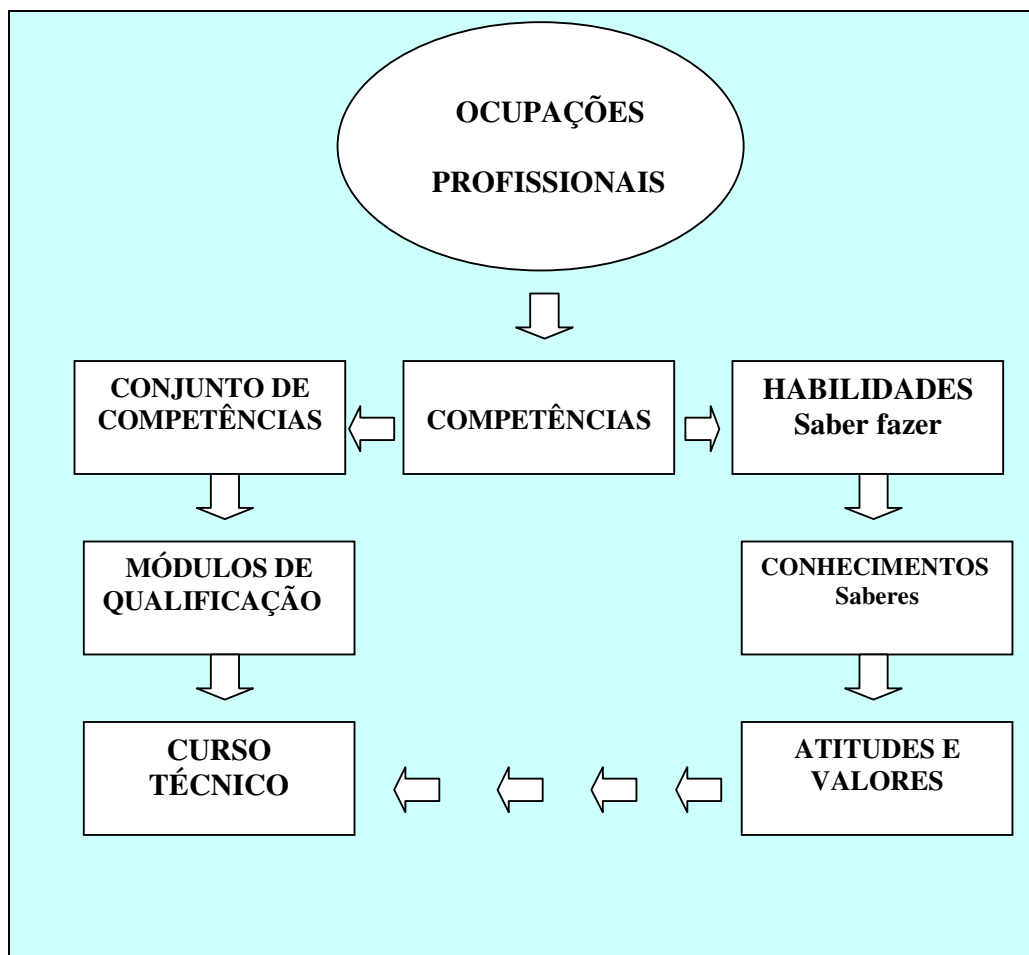 OCUPAÇÕES
PROFISSIONAIS
CONJUNTO DE
COMPETÊNCIAS
COMPETÊNCIAS
HABILIDADES
Saber fazer
MÓDULOS DE
QUALIFICAÇÃO
CONHECIMENTOS
Saberes
CURSO
TÉCNICO
ATITUDES E
VALORES